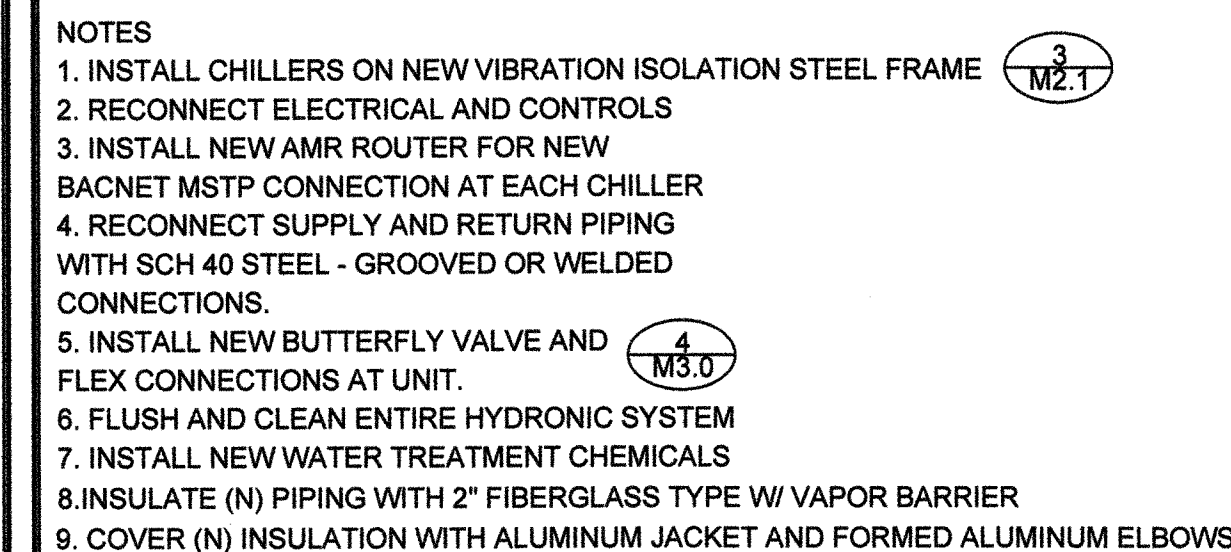 NOTES
1. INSTALL CHILLERS ON NEW VIBRATION ISOLATION STEEL FRAME
3
M2.1
2. RECONNECT ELECTRICAL AND CONTROLS
3. INSTALL NEW AMR ROUTER FOR NEW
BACNET MSTP CONNECTION AT EACH CHILLER
4. RECONNECT SUPPLY AND RETURN PIPING
WITH SCH 40 STEEL - GROOVED OR WELDED
CONNECTIONS.
5. INSTALL NEW BUTTERFLY VALVE AND
4
M3.0
FLEX CONNECTIONS AT UNIT.
6. FLUSH AND CLEAN ENTIRE HYDRONIC SYSTEM
7. INSTALL NEW WATER TREATMENT CHEMICALS
8.INSULATE (N) PIPING WITH 2" FIBERGLASS TYPE W/ VAPOR BARRIER
9. COVER (N) INSULATION WITH ALUMINUM JACKET AND FORMED ALUMINUM ELBOWS